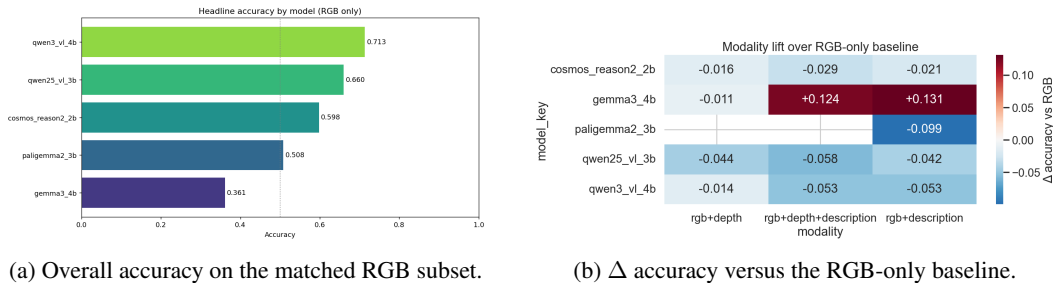 Headline accuracy by model (RGB only)
qwen3_vl_4b
0.713
qwen25_vl_3b
0.660
cosmos_reason2_2b
0.598
paligemma2_3b
0.508
gemma3_4b
0.361
0.0 0.2 0.4 0.6 0.8 1.0
Accuracy
(a) Overall accuracy on the matched RGB subset.
Modality lift over RGB-only baseline
model_key
cosmos_reason2_2b -0.016 -0.029 -0.021
gemma3_4b -0.011 +0.124 +0.131
paligemma2_3b -0.099
qwen25_vl_3b -0.044 -0.058 -0.042
qwen3_vl_4b -0.014 -0.053 -0.053
rgb+depth rgb+depth+description rgb+description
modality
0.10
0.05
0.00
−0.05
Δ accuracy vs RGB
(b) Δ accuracy versus the RGB-only baseline.